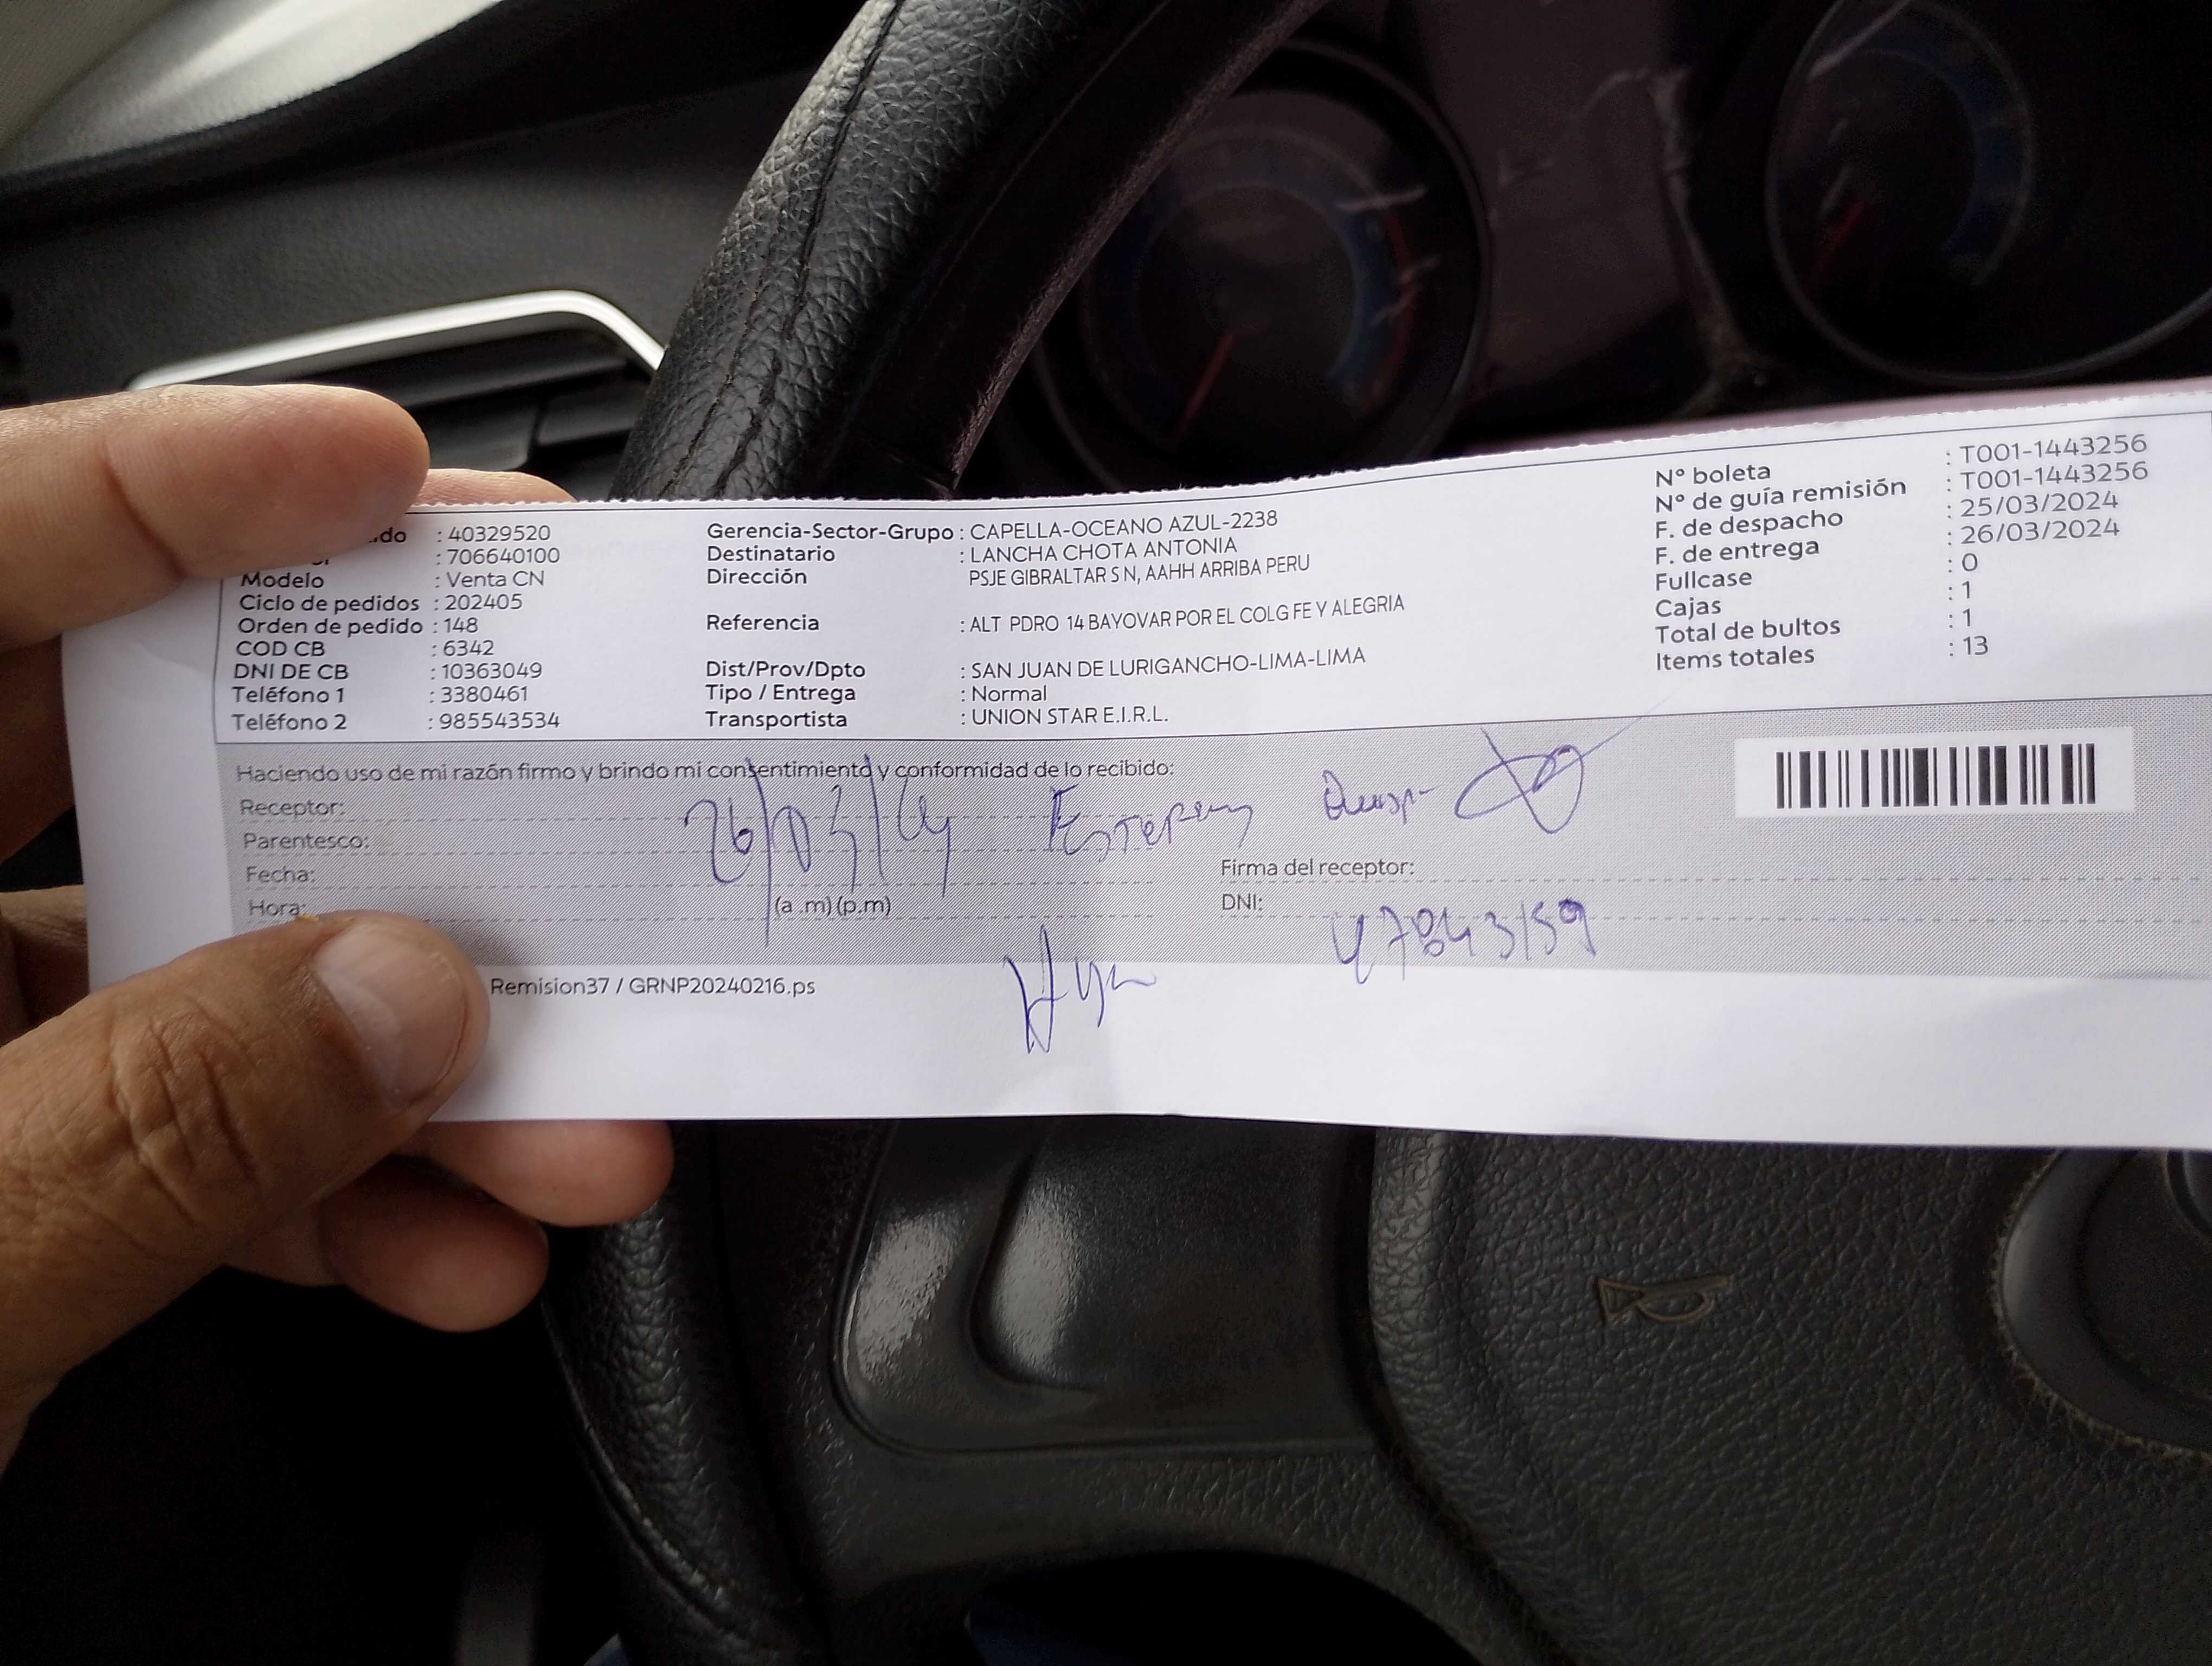 do : 40329520
: 706640100
Modelo : Venta CN
Ciclo de pedidos : 202405
Orden de pedido : 148
COD CB : 6342
DNI DE CB : 10363049
Teléfono 1 : 3380461
Teléfono 2 : 985543534
Gerencia-Sector-Grupo : CAPELLA-OCEANO AZUL-2238
Destinatario : LANCHA CHOTA ANTONIA
Dirección PSJE GIBRALTAR S N, AAHH ARRIBA PERU
Referencia : ALT PDRO 14 BAYOVAR POR EL COLG FE Y ALEGRIA
Dist/Prov/Dpto : SAN JUAN DE LURIGANCHO-LIMA-LIMA
Tipo / Entrega : Normal
Transportista : UNION STAR E.I.R.L.
N° boleta : T001-1443256
N° de guía remisión : T001-1443256
F. de despacho : 25/03/2024
F. de entrega : 26/03/2024
Fullcase : 0
Cajas : 1
Total de bultos : 1
Items totales : 13
Haciendo uso de mi razón firmo y brindo mi consentimiento y conformidad de lo recibido:
Receptor:
Parentesco:
Fecha:
Hora: (a .m) (p.m)
26/03/24
Firma del receptor:
DNI: 47843159
Remision37 / GRNP20240216.ps